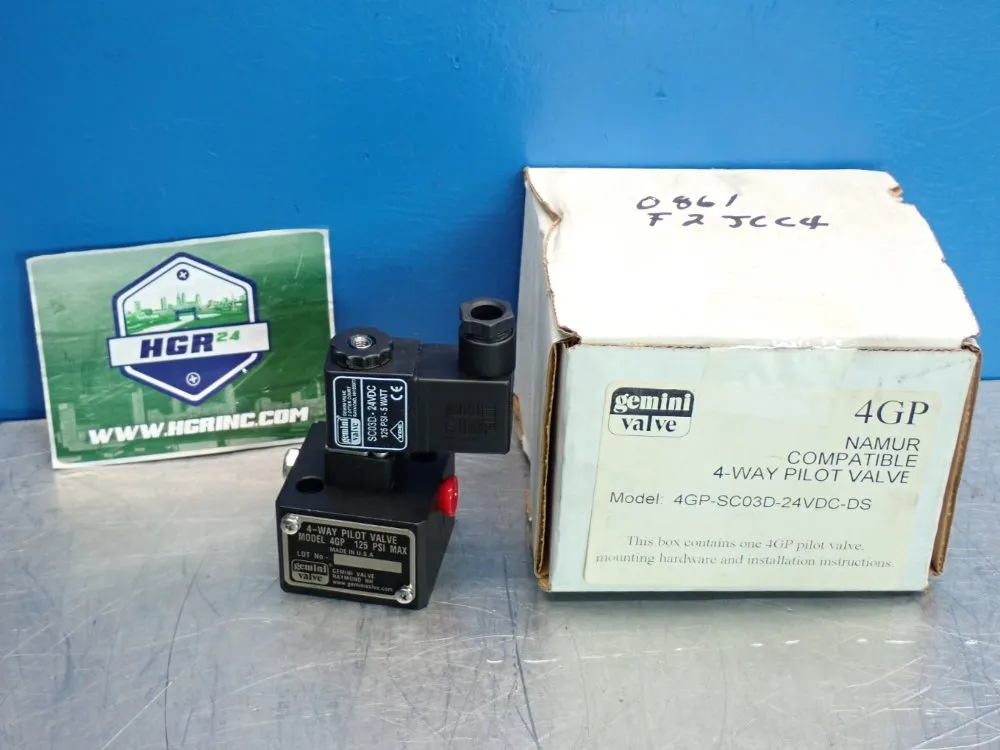 HGR24
WWW.HGRINC.COM
gemini
valve
SC03D-24VDC
125 PSI-5 WATT
CE
4-WAY PILOT VALVE
MODEL 4GP 125 PSI MAX
MADE IN U.S.A
LOT No-
gemini
valve
GEMINI VALVE
RAYMOND NH
www.geminivalve.com
0861
F2 JCC4
gemini
valve
4GP
NAMUR
COMPATIBLE
4-WAY PILOT VALVE
Model: 4GP-SC03D-24VDC-DS
This box contains one 4GP pilot valve,
mounting hardware and installation instructions.